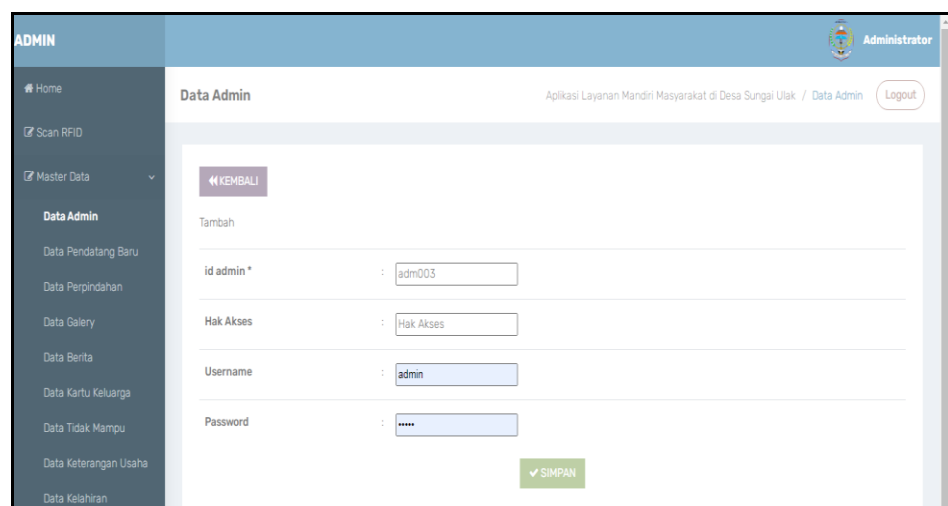 ADMIN
Administrator
Home
Data Admin
Aplikasi Layanan Mandiri Masyarakat di Desa Sungai Ulak / Data Admin
Logout
Scan RFID
Master Data
KEMBALI
Data Admin
Tambah
Data Pendatang Baru
id admin * : adm003
Data Perpindahan
Data Galery
Hak Akses : Hak Akses
Data Berita
Username : admin
Data Kartu Keluarga
Data Tidak Mampu
Password : •••••
Data Keterangan Usaha
SIMPAN
Data Kelahiran